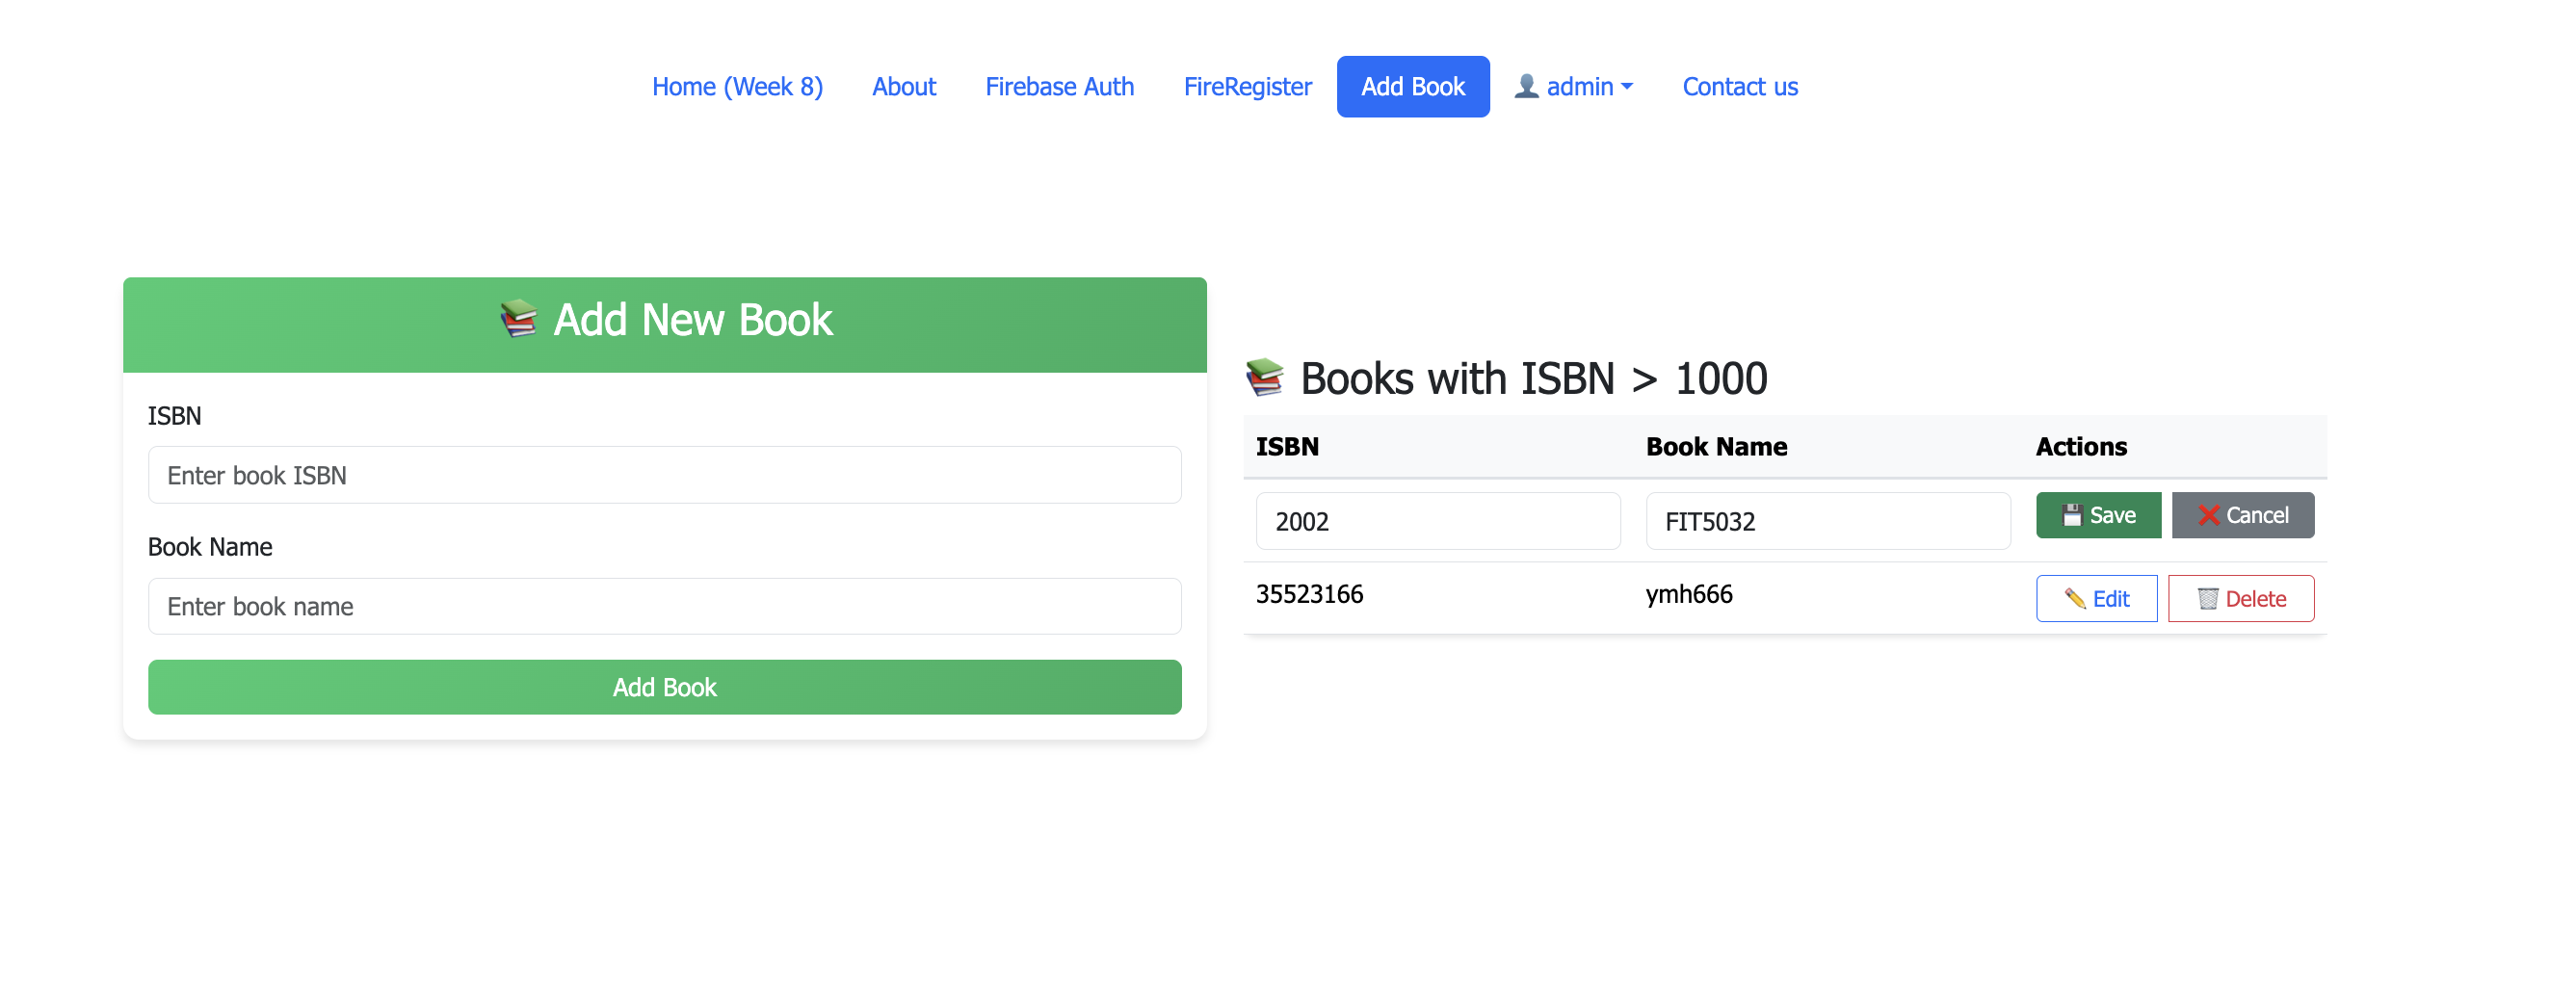 Home (Week 8) About Firebase Auth FireRegister Add Book 👤 admin Contact us
📚 Add New Book
ISBN
Enter book ISBN
Book Name
Enter book name
Add Book
📚 Books with ISBN > 1000
ISBN Book Name Actions
2002 FIT5032 💾 Save ❌ Cancel
35523166 ymh666 ✏️ Edit 🗑️ Delete